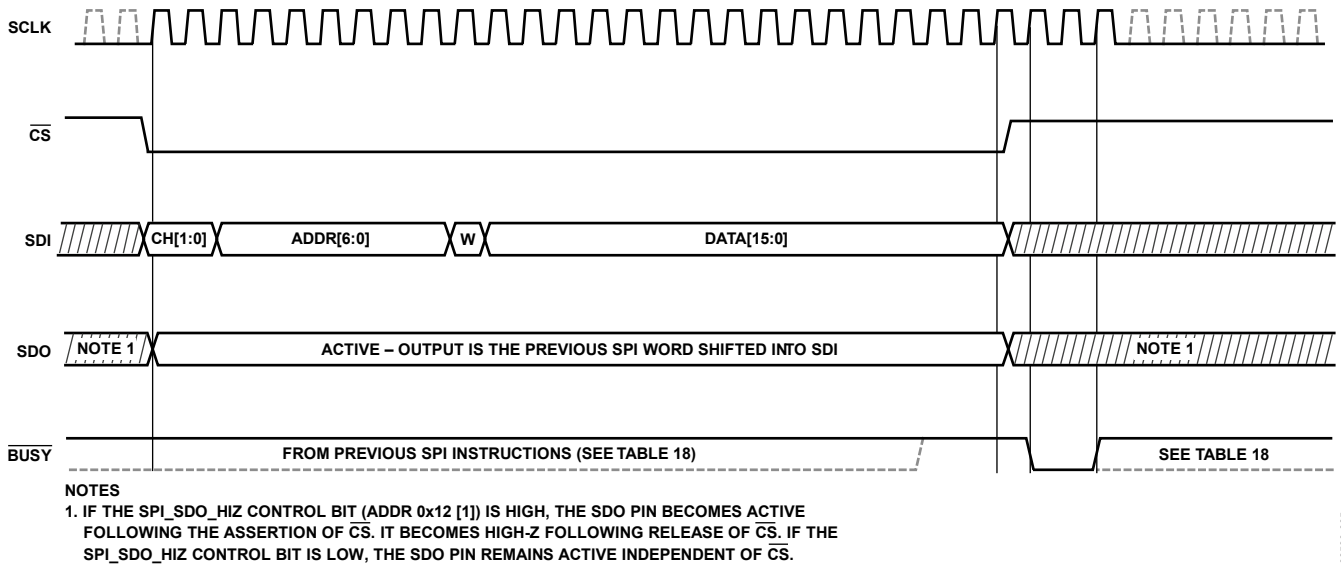 SCLK
CS
SDI CH[1:0] ADDR[6:0] W DATA[15:0]
SDO NOTE 1 ACTIVE – OUTPUT IS THE PREVIOUS SPI WORD SHIFTED INTO SDI NOTE 1
BUSY FROM PREVIOUS SPI INSTRUCTIONS (SEE TABLE 18) SEE TABLE 18
NOTES
1. IF THE SPI_SDO_HIZ CONTROL BIT (ADDR 0x12 [1]) IS HIGH, THE SDO PIN BECOMES ACTIVE
FOLLOWING THE ASSERTION OF CS. IT BECOMES HIGH-Z FOLLOWING RELEASE OF CS. IF THE
SPI_SDO_HIZ CONTROL BIT IS LOW, THE SDO PIN REMAINS ACTIVE INDEPENDENT OF CS.